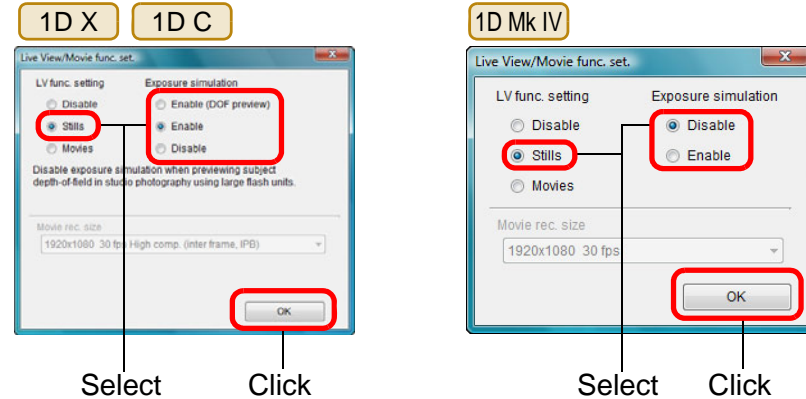 1D X 1D C
Live View/Movie func. set.
LV func. setting Exposure simulation
Disable Enable (DOF preview)
Stills Enable
Movies Disable
Disable exposure simulation when previewing subject
depth-of-field in studio photography using large flash units.
Movie rec. size
1920x1080 30 fps High comp. (inter frame, IPB)
OK
Select Click
1D Mk IV
Live View/Movie func. set.
LV func. setting Exposure simulation
Disable Disable
Stills Enable
Movies
Movie rec. size
1920x1080 30 fps
OK
Select Click